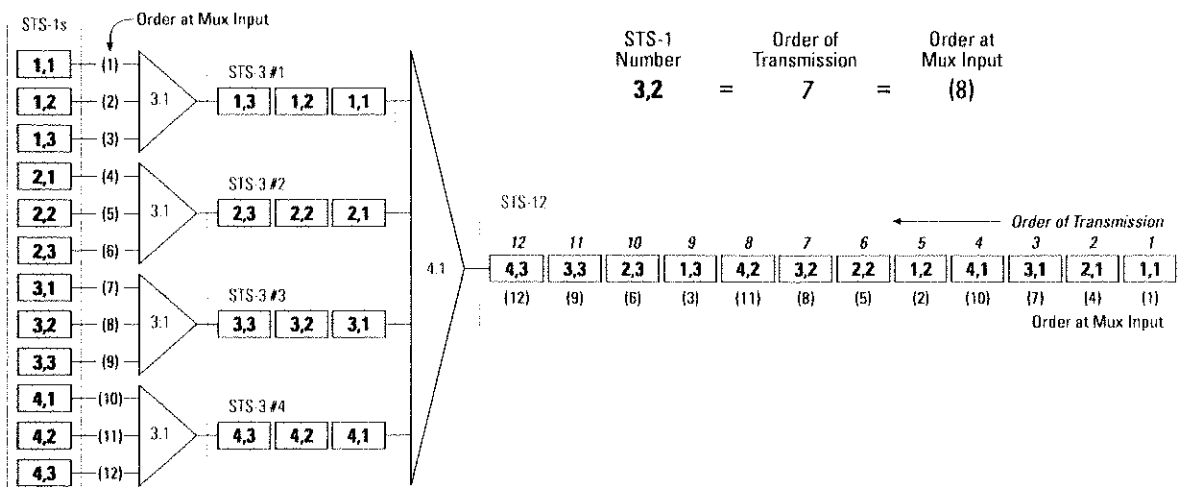 STS-1s
Order at Mux Input
1,1 (1)
1,2 (2)
1,3 (3)
2,1 (4)
2,2 (5)
2,3 (6)
3,1 (7)
3,2 (8)
3,3 (9)
4,1 (10)
4,2 (11)
4,3 (12)
3.1
3.1
3.1
3.1
STS-3 #1
1,3 1,2 1,1
STS-3 #2
2,3 2,2 2,1
STS-3 #3
3,3 3,2 3,1
STS-3 #4
4,3 4,2 4,1
4.1
STS-1 Order of Order at
Number Transmission Mux Input
3,2 = 7 = (8)
STS-12
Order of Transmission
12 11 10 9 8 7 6 5 4 3 2 1
4,3 3,3 2,3 1,3 4,2 3,2 2,2 1,2 4,1 3,1 2,1 1,1
(12) (9) (6) (3) (11) (8) (5) (2) (10) (7) (4) (1)
Order at Mux Input